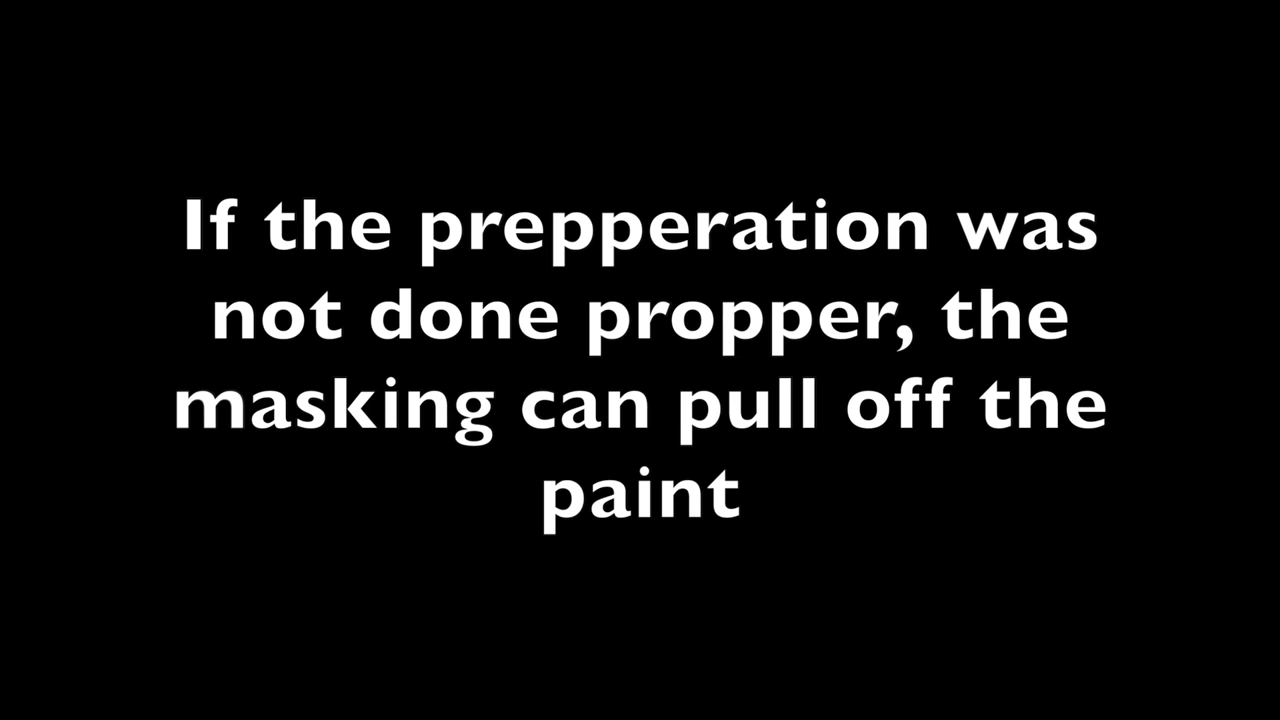 If the prepperation was
not done propper, the
masking can pull off the
paint